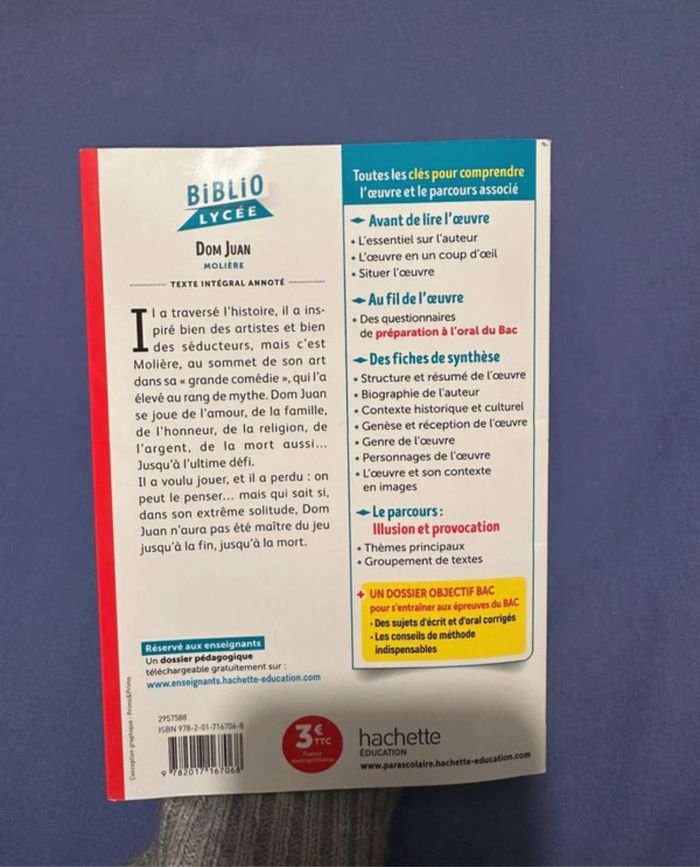 BiBLiO
LYCÉE
DOM JUAN
MOLIÈRE
TEXTE INTÉGRAL ANNOTÉ
Il a traversé l'histoire, il a ins-
piré bien des artistes et bien
des séducteurs, mais c'est
Molière, au sommet de son art
dans sa « grande comédie », qui l'a
élevé au rang de mythe. Dom Juan
se joue de l'amour, de la famille,
de l'honneur, de la religion, de
l'argent, de la mort aussi...
Jusqu'à l'ultime défi.
Il a voulu jouer, et il a perdu : on
peut le penser... mais qui sait si,
dans son extrême solitude, Dom
Juan n'aura pas été maître du jeu
jusqu'à la fin, jusqu'à la mort.
Réservé aux enseignants
Un dossier pédagogique
téléchargeable gratuitement sur :
www.enseignants.hachette-education.com
Toutes les clés pour comprendre
l'œuvre et le parcours associé
Avant de lire l'œuvre
• L'essentiel sur l'auteur
• L'œuvre en un coup d'œil
• Situer l'œuvre
Au fil de l'œuvre
• Des questionnaires
de préparation à l'oral du Bac
Des fiches de synthèse
• Structure et résumé de l'œuvre
• Biographie de l'auteur
• Contexte historique et culturel
• Genèse et réception de l'œuvre
• Genre de l'œuvre
• Personnages de l'œuvre
• L'œuvre et son contexte
en images
Le parcours :
Illusion et provocation
• Thèmes principaux
• Groupement de textes
+ UN DOSSIER OBJECTIF BAC
pour s'entraîner aux épreuves du BAC
• Des sujets d'écrit et d'oral corrigés
• Les conseils de méthode
indispensables
Conception graphique : Primo&Primo
2957588
ISBN 978-2-01-716706-8
9 782017 167068
3€
TTC
France
métropolitaine
hachette
ÉDUCATION
www.parascolaire.hachette-education.com